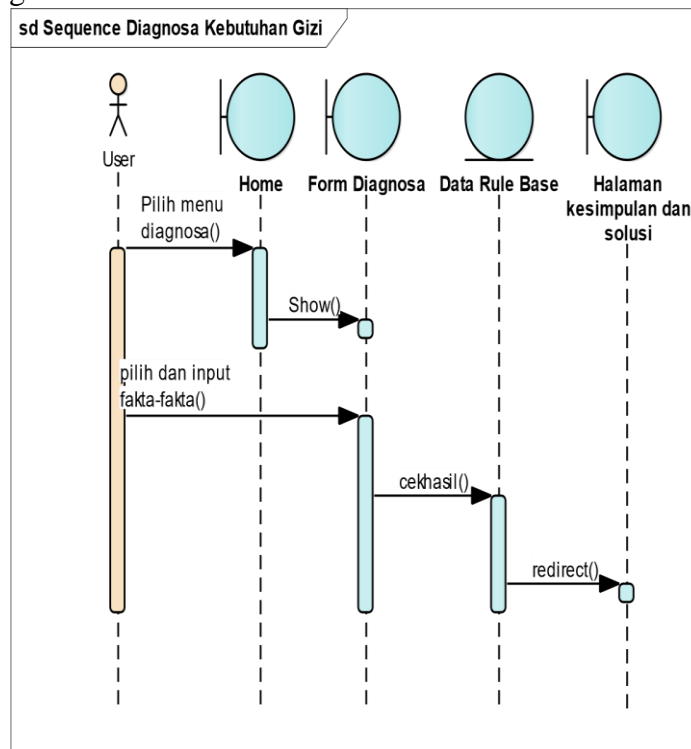 sd Sequence Diagnosa Kebutuhan Gizi
User
Home
Form Diagnosa
Data Rule Base
Halaman
kesimpulan dan
solusi
Pilih menu
diagnosa()
Show()
pilih dan input
fakta-fakta()
cekhasil()
redirect()